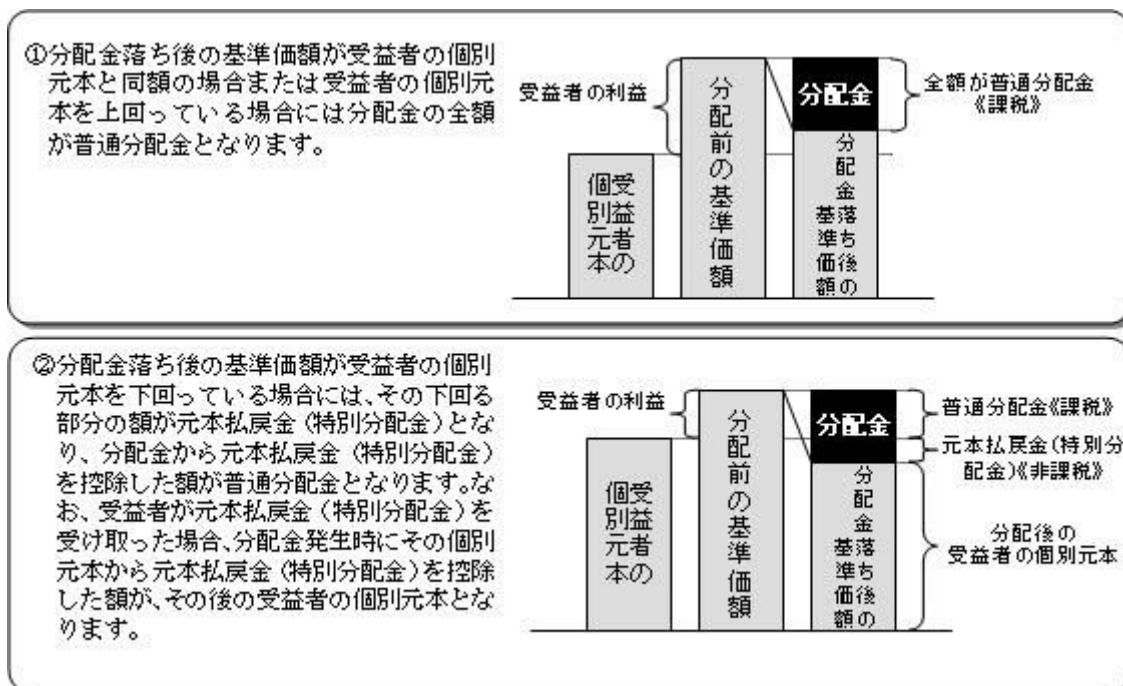 ①分配金落ち後の基準価額が受益者の個別
元本と同額の場合または受益者の個別元
本を上回っている場合には分配金の全額
が普通分配金となります。
受益者の利益
受益者の
個別元本
分配前の基準価額
分配金
分配金落ち後の
基準価額
全額が普通分配金
《課税》
②分配金落ち後の基準価額が受益者の個別
元本を下回っている場合には、その下回る
部分の額が元本払戻金(特別分配金)とな
り、分配金から元本払戻金(特別分配金)
を控除した額が普通分配金となります。な
お、受益者が元本払戻金(特別分配金)を
受け取った場合、分配金発生時にその個別
元本から元本払戻金(特別分配金)を控除
した額が、その後の受益者の個別元本とな
ります。
受益者の利益
受益者の
個別元本
分配前の基準価額
分配金
分配金落ち後の
基準価額
普通分配金《課税》
元本払戻金(特別分
配金)《非課税》
分配後の
受益者の個別元本